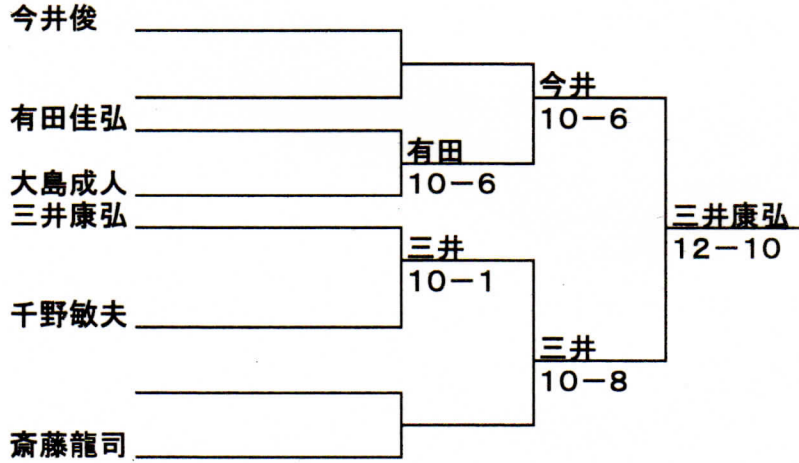 今井俊
有田佳弘
大島成人
三井康弘
千野敏夫
斎藤龍司
有田
10-6
三井
10-1
今井
10-6
三井
10-8
三井康弘
12-10